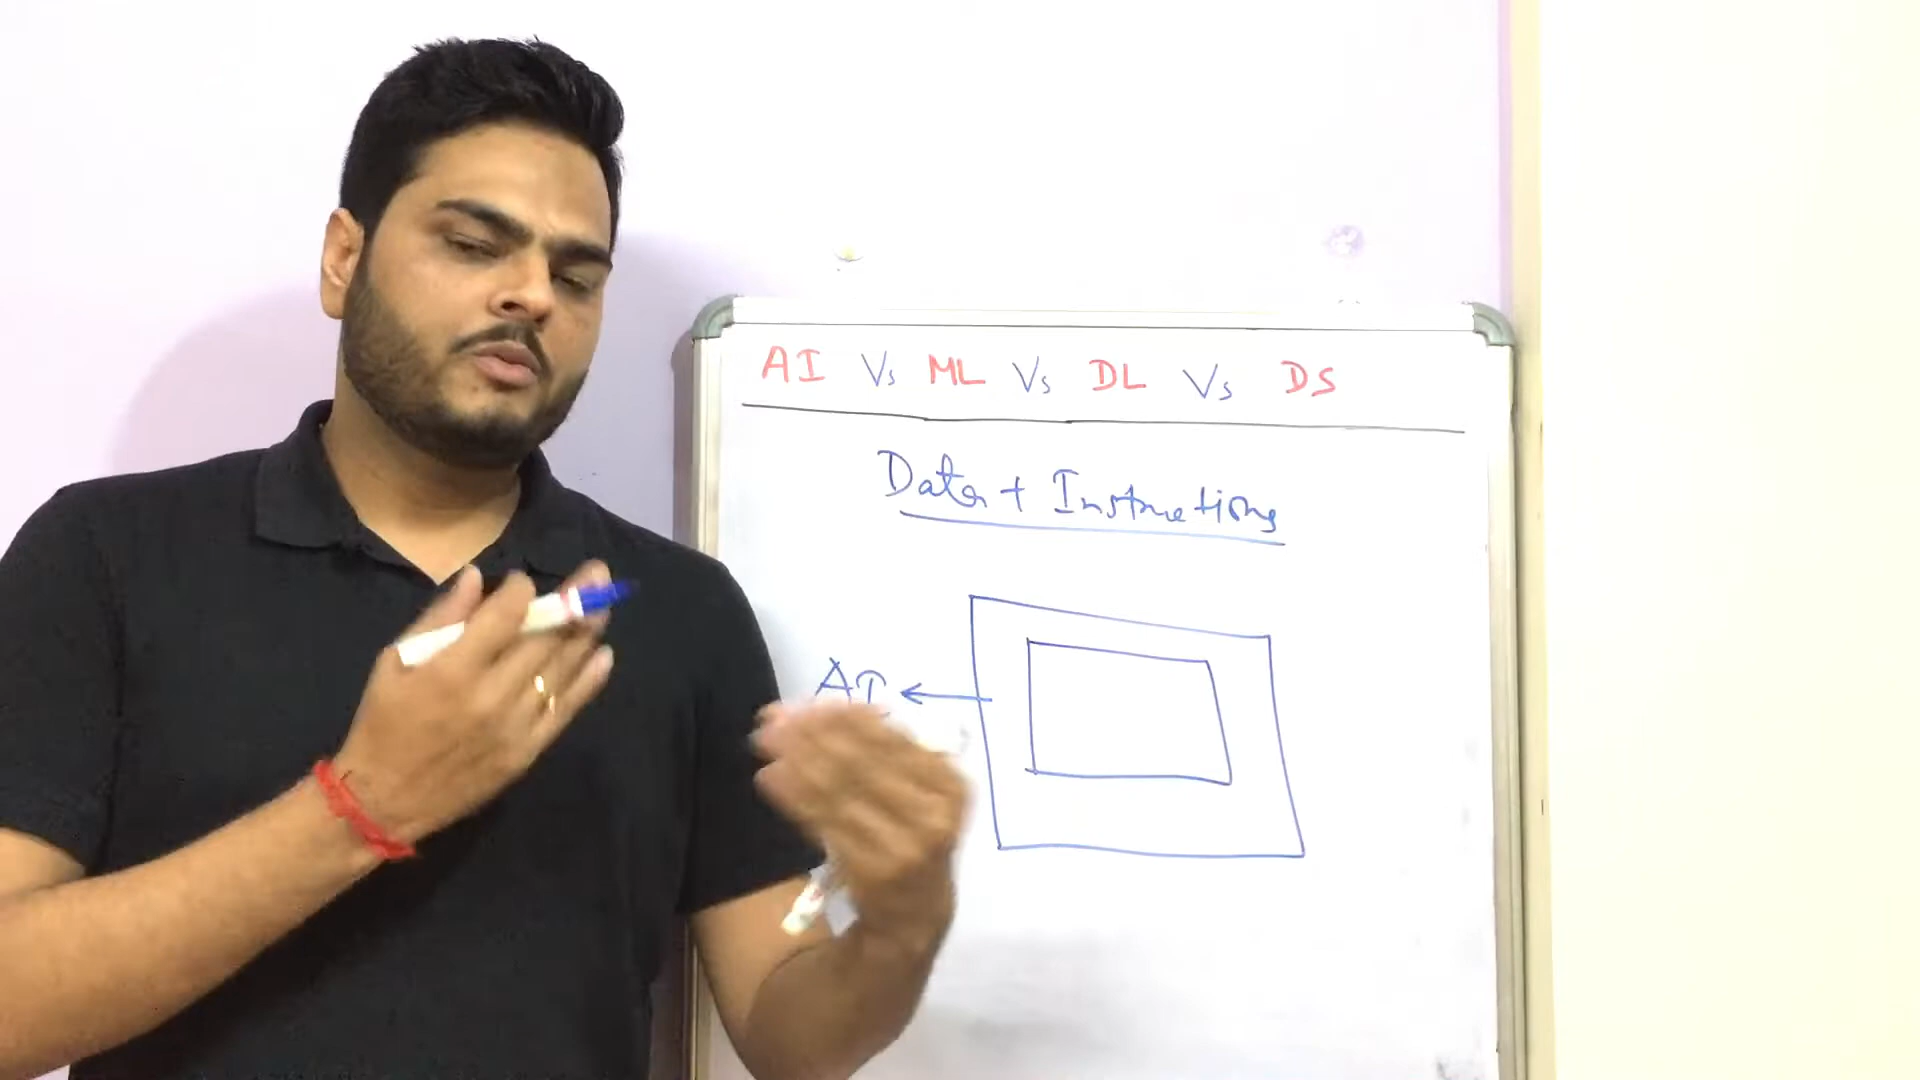 AI Vs ML Vs DL Vs DS
Data + Instructions
AI